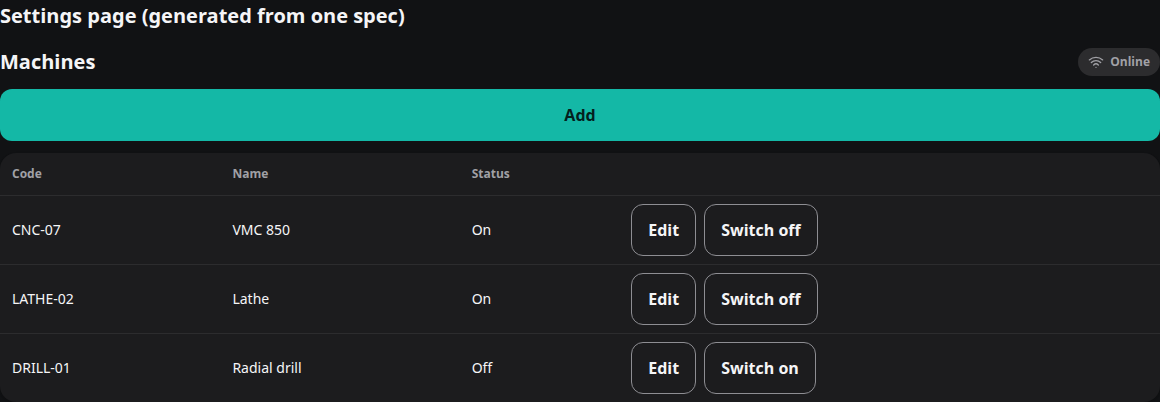 Settings page (generated from one spec)
Machines
Online
Add
Code Name Status
CNC-07 VMC 850 On Edit Switch off
LATHE-02 Lathe On Edit Switch off
DRILL-01 Radial drill Off Edit Switch on